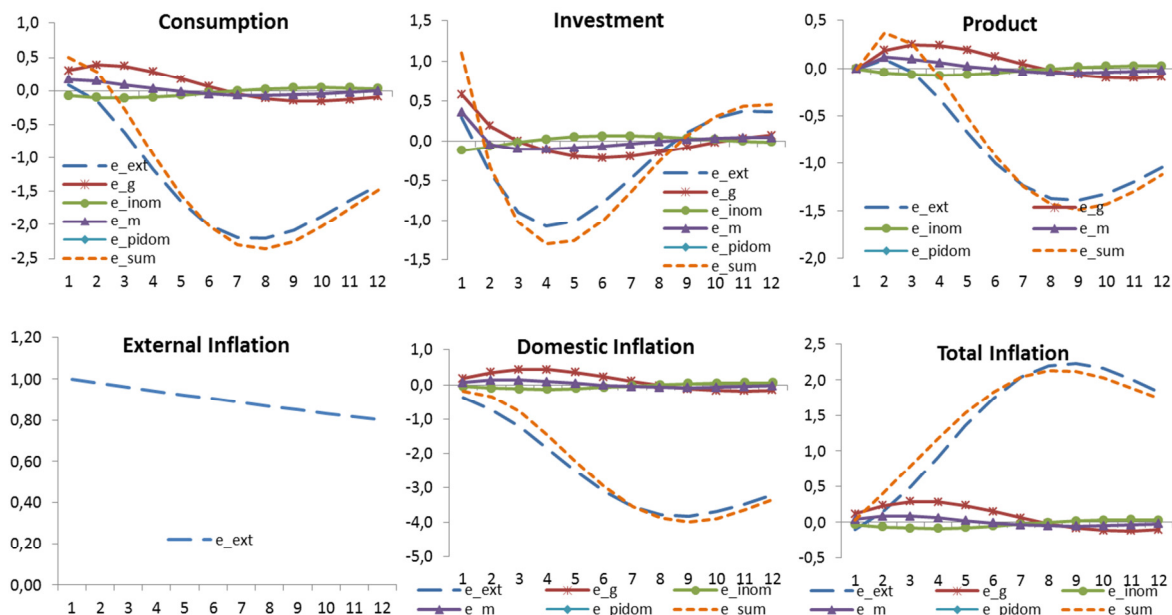 Consumption
1,0
0,5
0,0
-0,5
-1,0
-1,5
-2,0
-2,5
e_ext
e_g
e_inom
e_m
e_pidom
e_sum
1 2 3 4 5 6 7 8 9 10 11 12
Investment
1,5
1,0
0,5
0,0
-0,5
-1,0
-1,5
e_ext
e_g
e_inom
e_m
e_pidom
e_sum
1 2 3 4 5 6 7 8 9 10 11 12
Product
0,5
0,0
-0,5
-1,0
-1,5
-2,0
e_ext e_g
e_inom e_m
e_pidom e_sum
1 2 3 4 5 6 7 8 9 10 11 12
External Inflation
1,20
1,00
0,80
0,60
0,40
0,20
0,00
e_ext
1 2 3 4 5 6 7 8 9 10 11 12
Domestic Inflation
1,0
0,0
-1,0
-2,0
-3,0
-4,0
-5,0
1 2 3 4 5 6 7 8 9 10 11 12
e_ext e_g e_inom
e_m e_pidom e_sum
Total Inflation
2,5
2,0
1,5
1,0
0,5
0,0
-0,5
1 2 3 4 5 6 7 8 9 10 11 12
e_ext e_g e_inom
e_m e_pidom e_sum